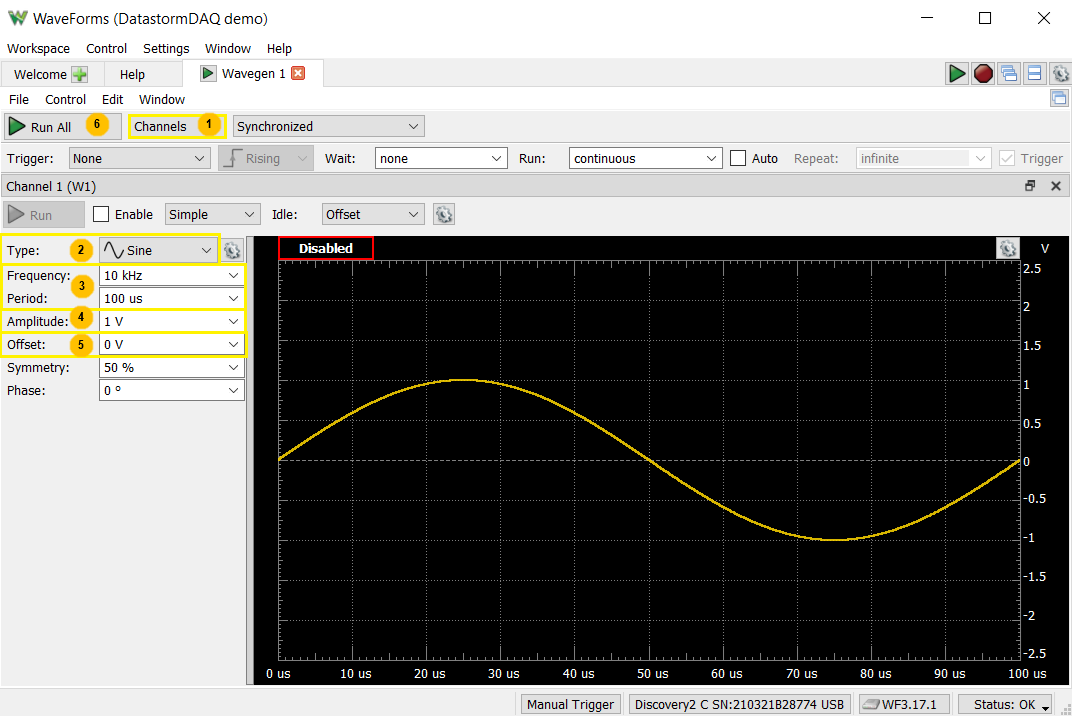 WaveForms (DatastormDAQ demo)
Workspace Control Settings Window Help
Welcome Help Wavegen 1
File Control Edit Window
Run All 6 Channels 1 Synchronized
Trigger: None Rising Wait: none Run: continuous Auto Repeat: infinite Trigger
Channel 1 (W1)
Run Enable Simple Idle: Offset
Type: 2 Sine Disabled V
Frequency: 10 kHz
3
Period: 100 us
Amplitude: 4 1 V
Offset: 5 0 V
Symmetry: 50 %
Phase: 0 º
2.5
2
1.5
1
0.5
0
-0.5
-1
-1.5
-2
-2.5
0 us 10 us 20 us 30 us 40 us 50 us 60 us 70 us 80 us 90 us 100 us
Manual Trigger Discovery2 C SN:210321B28774 USB WF3.17.1 Status: OK